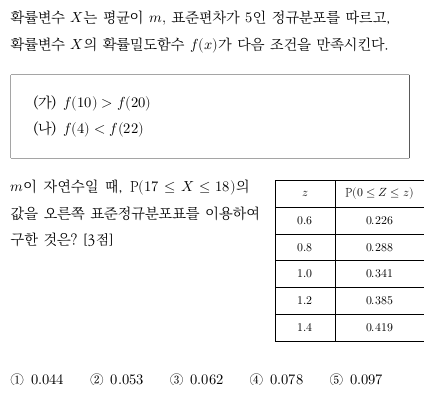 확률변수 X는 평균이 m, 표준편차가 5인 정규분포를 따르고,
확률변수 X의 확률밀도함수 f(x)가 다음 조건을 만족시킨다.
(가) f(10) > f(20)
(나) f(4) < f(22)
m이 자연수일 때, P(17 ≤ X ≤ 18)의
값을 오른쪽 표준정규분포표를 이용하여
구한 것은? [3점]
z P(0 ≤ Z ≤ z)
0.6 0.226
0.8 0.288
1.0 0.341
1.2 0.385
1.4 0.419
① 0.044 ② 0.053 ③ 0.062 ④ 0.078 ⑤ 0.097